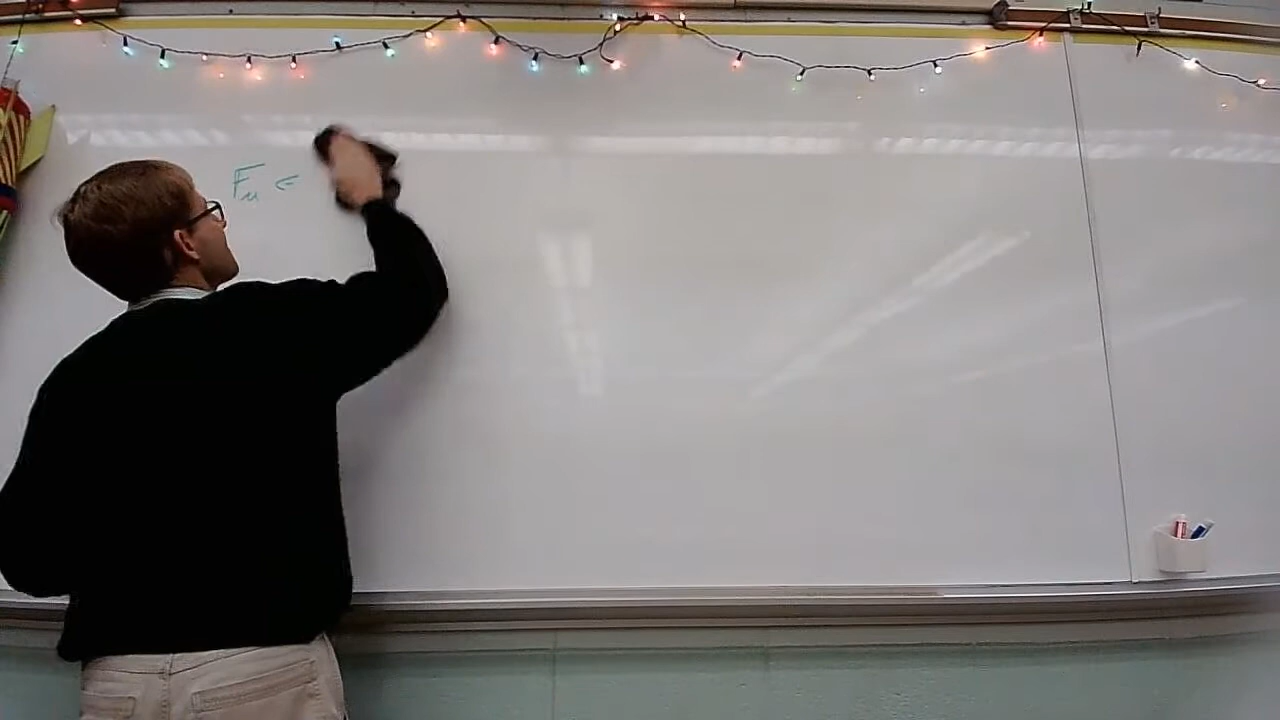 Fμ =